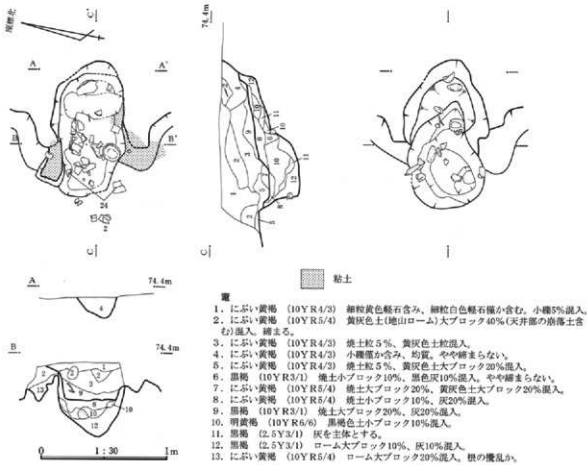 座標北
C'
A
A'
B
B'
24
2
C
74.4m
C'
C
A
74.4m
4
B
74.4m
0
1:30
1m
粘土
竈
1. にぶい黄褐 (10YR4/3) 細粒黄色軽石含み、細粒白色軽石僅か含む。小礫5%混入。
2. にぶい黄褐 (10YR5/4) 黄灰色土(地山ローム)大ブロック40%(天井部の崩落土含
む)混入。締まる。
3. にぶい黄褐 (10YR4/3) 焼土粒5%、黄灰色土粒混入。
4. にぶい黄褐 (10YR4/3) 小礫僅か含み、均質。やや締まらない。
5. にぶい黄褐 (10YR4/3) 焼土粒5%、黄灰色土大ブロック20%混入。
6. 黒褐 (10YR3/1) 焼土小ブロック10%、黒色灰10%混入。やや締まらない。
7. にぶい黄褐 (10YR5/4) 焼土大ブロック20%、黄灰色土大ブロック20%混入。
8. にぶい黄褐 (10YR5/4) 焼土小ブロック10%、灰20%混入。
9. 黒褐 (10YR3/1) 焼土大ブロック20%、灰20%混入。
10. 明黄褐 (10YR6/6) 黒褐色土小ブロック10%混入。
11. 黒褐 (2.5Y3/1) 灰を主体とする。
12. 黒褐 (2.5Y3/1) ローム大ブロック10%、灰10%混入。
13. にぶい黄褐 (10YR5/4) ローム大ブロック20%混入。根の攪乱か。